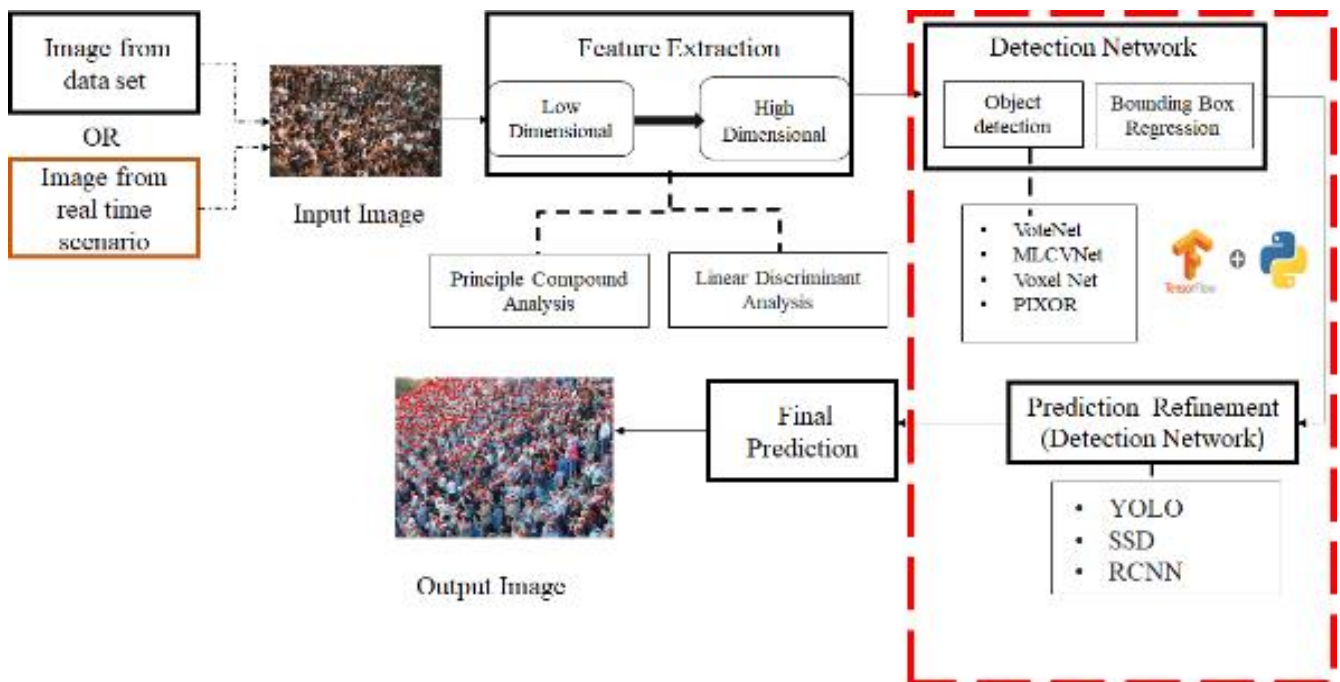 Image from
data set
OR
Image from
real time
scenario
Input Image
Feature Extraction
Low
Dimensional
High
Dimensional
Principle Compound
Analysis
Linear Discriminant
Analysis
Detection Network
Object
detection
Bounding Box
Regression
• VoteNet
• MLCVNet
• Voxel Net
• PIXOR
TensorFlow
Prediction Refinement
(Detection Network)
• YOLO
• SSD
• RCNN
Final
Prediction
Output Image